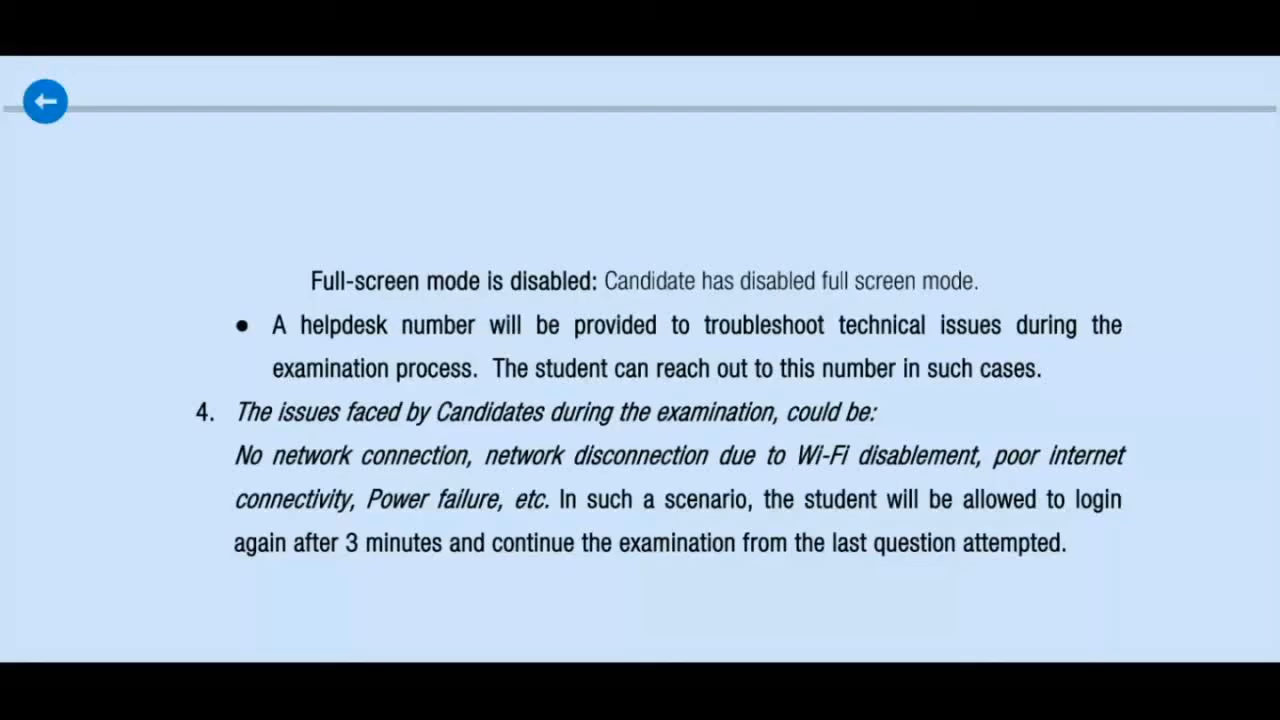 Full-screen mode is disabled: Candidate has disabled full screen mode.
● A helpdesk number will be provided to troubleshoot technical issues during the
examination process. The student can reach out to this number in such cases.
4. The issues faced by Candidates during the examination, could be:
No network connection, network disconnection due to Wi-Fi disablement, poor internet
connectivity, Power failure, etc. In such a scenario, the student will be allowed to login
again after 3 minutes and continue the examination from the last question attempted.